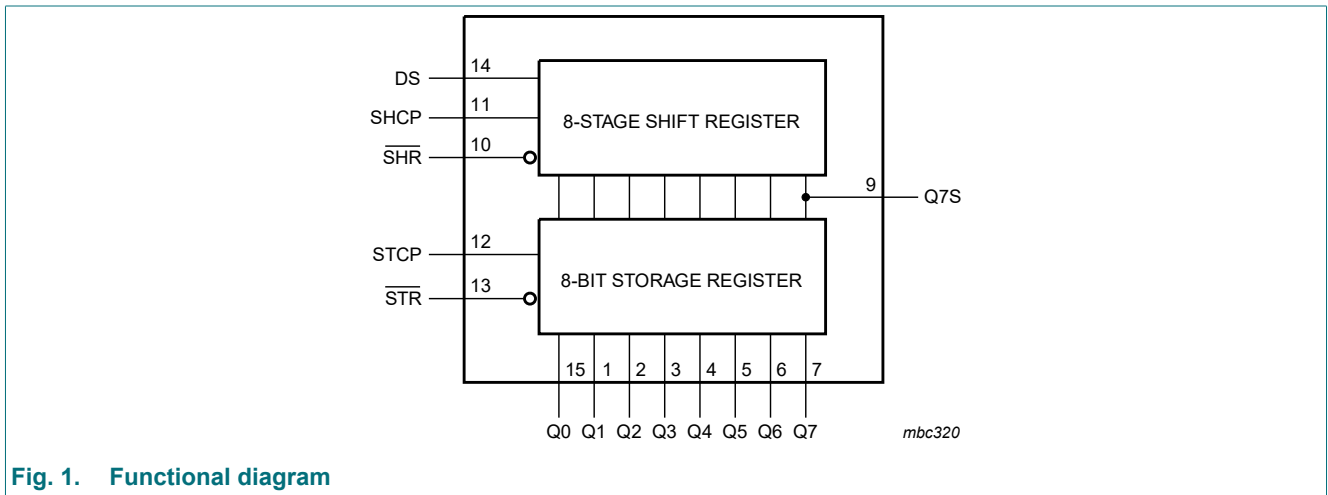 DS 14
SHCP 11
8-STAGE SHIFT REGISTER
SHR 10
9 Q7S
STCP 12
STR 13
8-BIT STORAGE REGISTER
15 1 2 3 4 5 6 7
Q0 Q1 Q2 Q3 Q4 Q5 Q6 Q7
mbc320
Fig. 1. Functional diagram